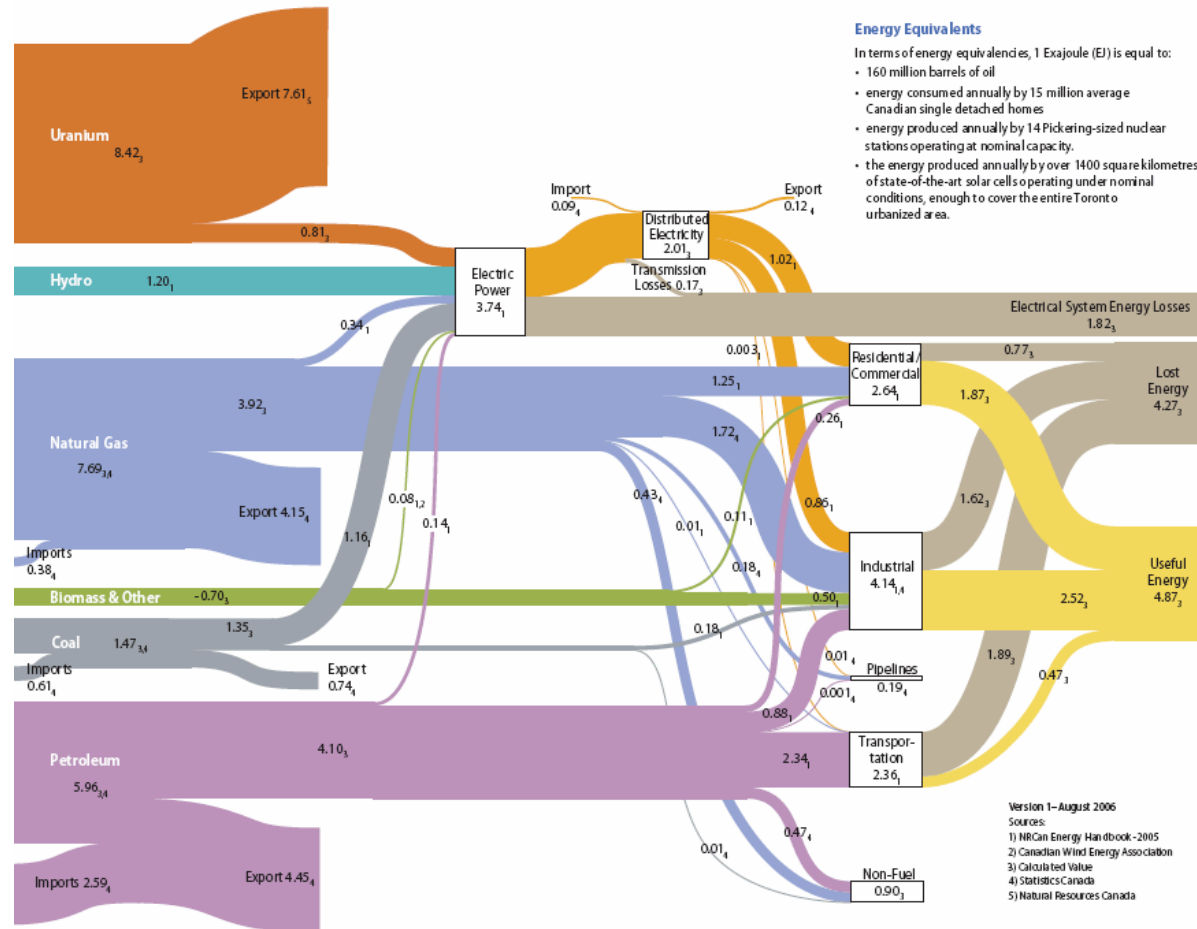 Energy Equivalents
In terms of energy equivalencies, 1 Exajoule (EJ) is equal to:
• 160 million barrels of oil
• energy consumed annually by 15 million average
Canadian single detached homes
• energy produced annually by 14 Pickering-sized nuclear
stations operating at nominal capacity.
• the energy produced annually by over 1400 square kilometres
of state-of-the-art solar cells operating under nominal
conditions, enough to cover the entire Toronto
urbanized area.
Export 7.61₅
Uranium
8.42₃
0.81₃
Hydro
1.20₁
Import
0.09₄
Export
0.12₄
Distributed
Electricity
2.01₃
Transmission
Losses 0.17₃
Electric
Power
3.74₁
1.02₁
Electrical System Energy Losses
1.82₃
0.34₁
0.003₁
Residential/
Commercial
2.64₁
0.77₃
Lost
Energy
4.27₃
3.92₃
1.25₁
1.87₃
Natural Gas
7.69₃,₄
1.72₄
0.26₁
Export 4.15₄
0.08₁,₂
0.14₁
0.43₄
0.01₁
0.11₁
0.86₁
1.62₃
1.16₁
0.18₄
Imports
0.38₄
Industrial
4.14₁,₄
Useful
Energy
4.87₃
Biomass & Other
~0.70₃
0.50₁
2.52₃
1.35₃
Coal
1.47₃,₄
0.18₁
Imports
0.61₄
Export
0.74₄
0.01₄
Pipelines
0.19₄
0.001₄
1.89₃
0.47₃
0.88₁
4.10₃
Petroleum
5.96₃,₄
2.34₁
Transpor-
tation
2.36₁
Imports 2.59₄
Export 4.45₄
0.47₄
0.01₄
Non-Fuel
0.90₃
Version 1–August 2006
Sources:
1) NRCan Energy Handbook -2005
2) Canadian Wind Energy Association
3) Calculated Value
4) Statistics Canada
5) Natural Resources Canada